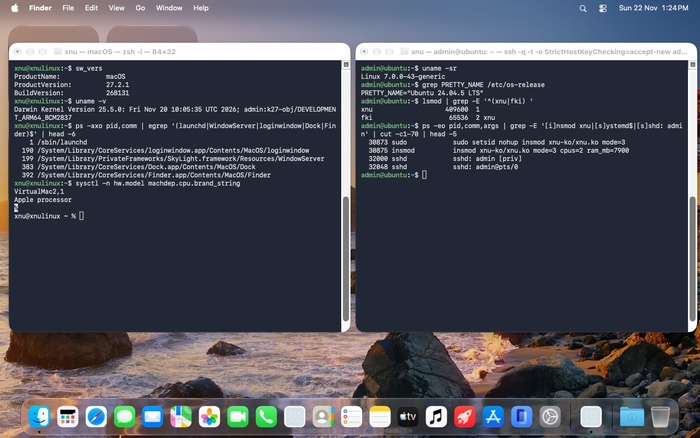 Finder File Edit View Go Window Help
Sun 22 Nov 1:24 PM
xnu — macOS — zsh -i — 84×32
xnu@xnulinux:~$ sw_vers
ProductName: macOS
ProductVersion: 27.2.1
BuildVersion: 26B131
xnu@xnulinux:~$ uname -v
Darwin Kernel Version 25.5.0: Fri Nov 20 10:05:35 UTC 2026; admin:k27-obj/DEVELOPMEN
T_ARM64_BCM2837
xnu@xnulinux:~$ ps -axo pid,comm | egrep '(launchd|WindowServer|loginwindow|Dock|Fin
der)$' | head -6
1 /sbin/launchd
190 /System/Library/CoreServices/loginwindow.app/Contents/MacOS/loginwindow
199 /System/Library/PrivateFrameworks/SkyLight.framework/Resources/WindowServer
383 /System/Library/CoreServices/Dock.app/Contents/MacOS/Dock
392 /System/Library/CoreServices/Finder.app/Contents/MacOS/Finder
xnu@xnulinux:~$ sysctl -n hw.model machdep.cpu.brand_string
VirtualMac2,1
Apple processor
%
xnu@xnulinux ~ %
xnu — admin@ubuntu: ~ — ssh -q -t -o StrictHostKeyChecking=accept-new ad...
admin@ubuntu:~$ uname -sr
Linux 7.0.0-43-generic
admin@ubuntu:~$ grep PRETTY_NAME /etc/os-release
PRETTY_NAME="Ubuntu 24.04.5 LTS"
admin@ubuntu:~$ lsmod | grep -E '^(xnu|fki) '
xnu 409600 1
fki 65536 2 xnu
admin@ubuntu:~$ ps -eo pid,comm,args | grep -E '[i]nsmod xnu|[s]ystemd$|[s]shd: admi
n' | cut -c1-70 | head -5
30873 sudo sudo setsid nohup insmod xnu-ko/xnu.ko mode=3
30875 insmod insmod xnu-ko/xnu.ko mode=3 cpus=2 ram_mb=7900
32000 sshd sshd: admin [priv]
32048 sshd sshd: admin@pts/0
admin@ubuntu:~$
tv